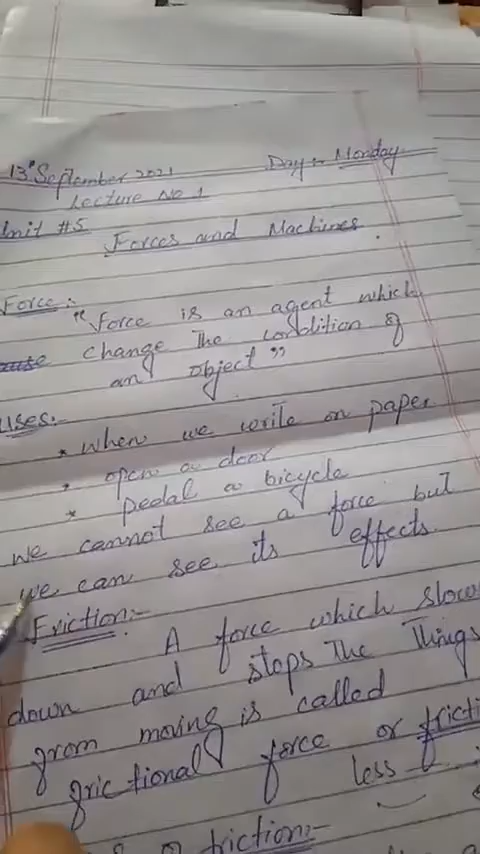 13th September 2021 Day :- Monday
Lecture No 1
Unit #5
Forces and Machines.
Force:-
"Force is an agent which
change the condition of
an object"
Uses:-
* when we write on paper
* open a door
* pedal a bicycle
we cannot see a force but
we can see its effects
Friction:-
A force which slow
down and stops The Things
from moving is called
frictional force or fricti
less
friction:-